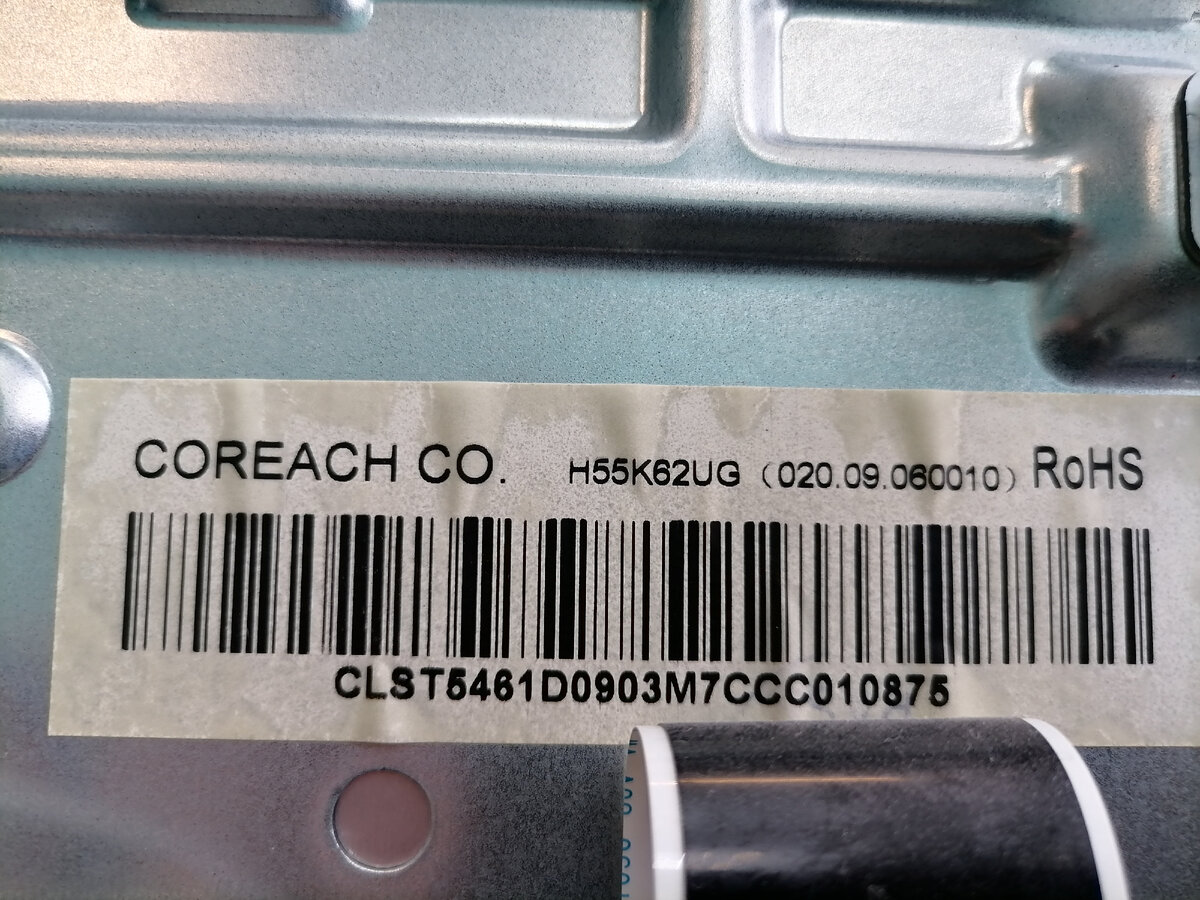 COREACH CO. H55K62UG (020.09.060010) RoHS
CLST5461D0903M7CCC010875